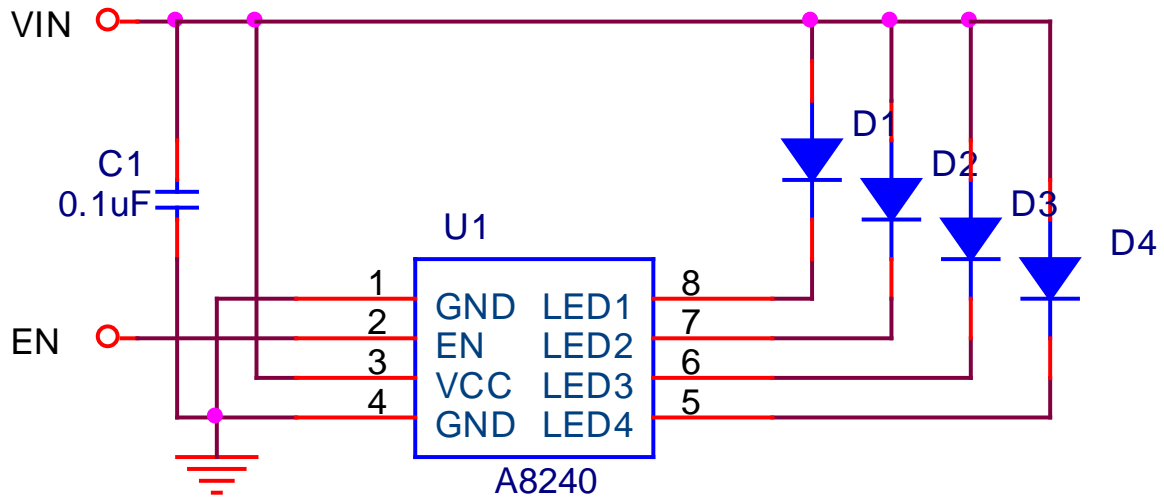 VIN
D1
C1
0.1uF
D2
D3
U1
D4
1 GND LED1 8
EN 2 EN LED2 7
3 VCC LED3 6
4 GND LED4 5
A8240